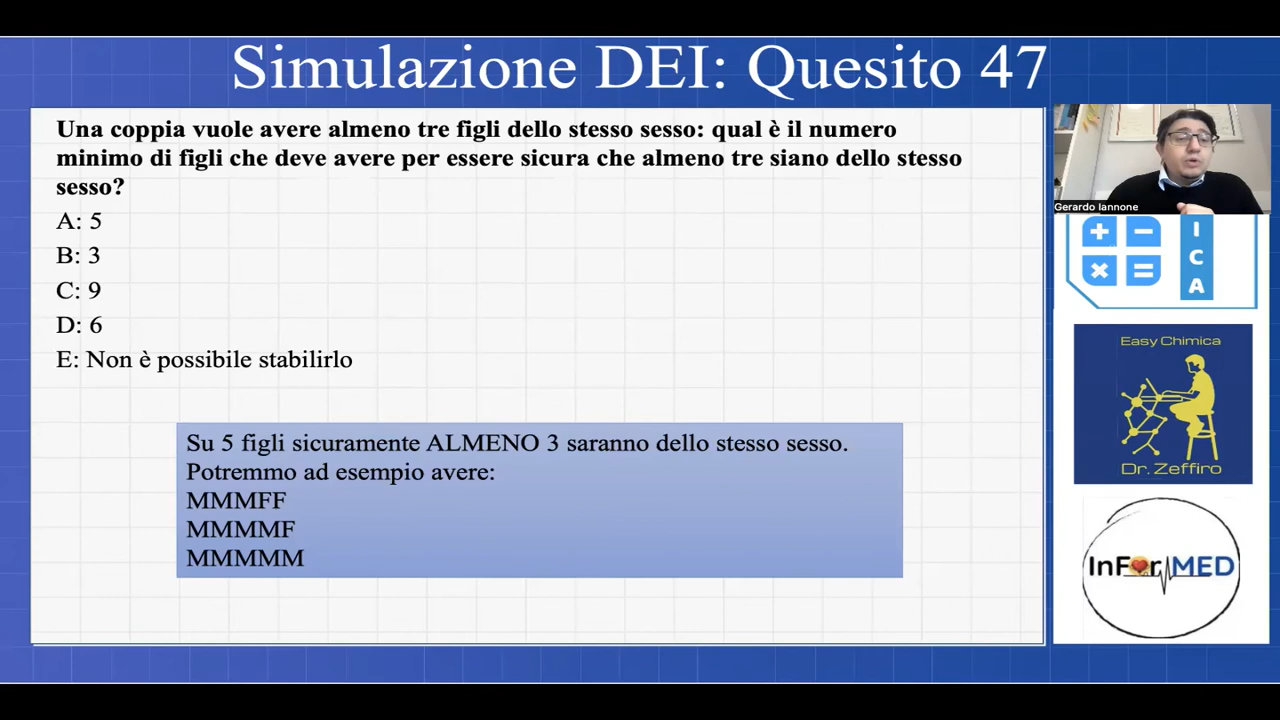 Simulazione DEI: Quesito 47
Una coppia vuole avere almeno tre figli dello stesso sesso: qual è il numero
minimo di figli che deve avere per essere sicura che almeno tre siano dello stesso
sesso?
A: 5
B: 3
C: 9
D: 6
E: Non è possibile stabilirlo
Su 5 figli sicuramente ALMENO 3 saranno dello stesso sesso.
Potremmo ad esempio avere:
MMMFF
MMMMF
MMMMM
Gerardo Iannone
+ − I
× = C
A
Easy Chimica
Dr. Zeffiro
InForMED